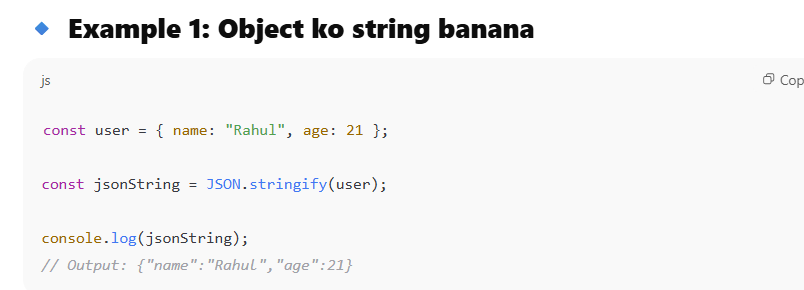 Example 1: Object ko string banana
js
Cop
const user = { name: "Rahul", age: 21 };
const jsonString = JSON.stringify(user);
console.log(jsonString);
// Output: {"name":"Rahul","age":21}